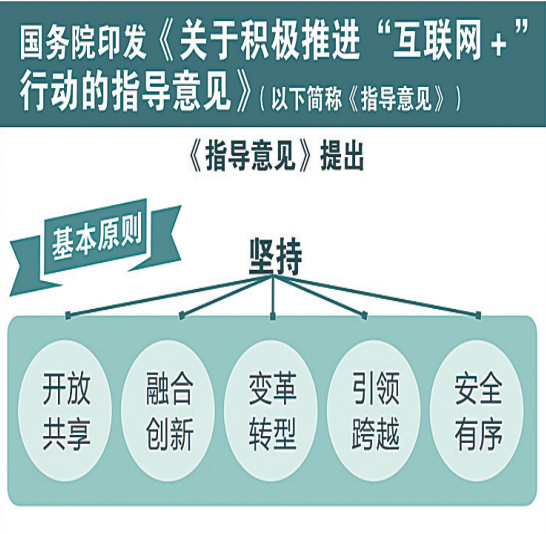 国务院印发《关于积极推进“互联网+”
行动的指导意见》(以下简称《指导意见》)
《指导意见》提出
基本原则
坚持
开放
共享
融合
创新
变革
转型
引领
跨越
安全
有序